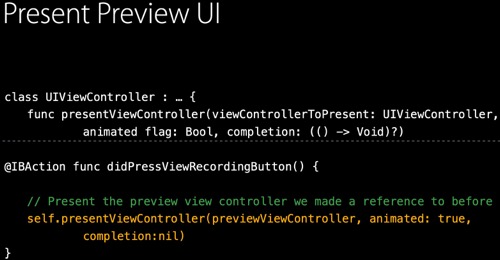 Present Preview UI
class UIViewController : … {
func presentViewController(viewControllerToPresent: UIViewController,
animated flag: Bool, completion: (() -> Void)?)
@IBAction func didPressViewRecordingButton() {
// Present the preview view controller we made a reference to before
self.presentViewController(previewViewController, animated: true,
completion:nil)
}